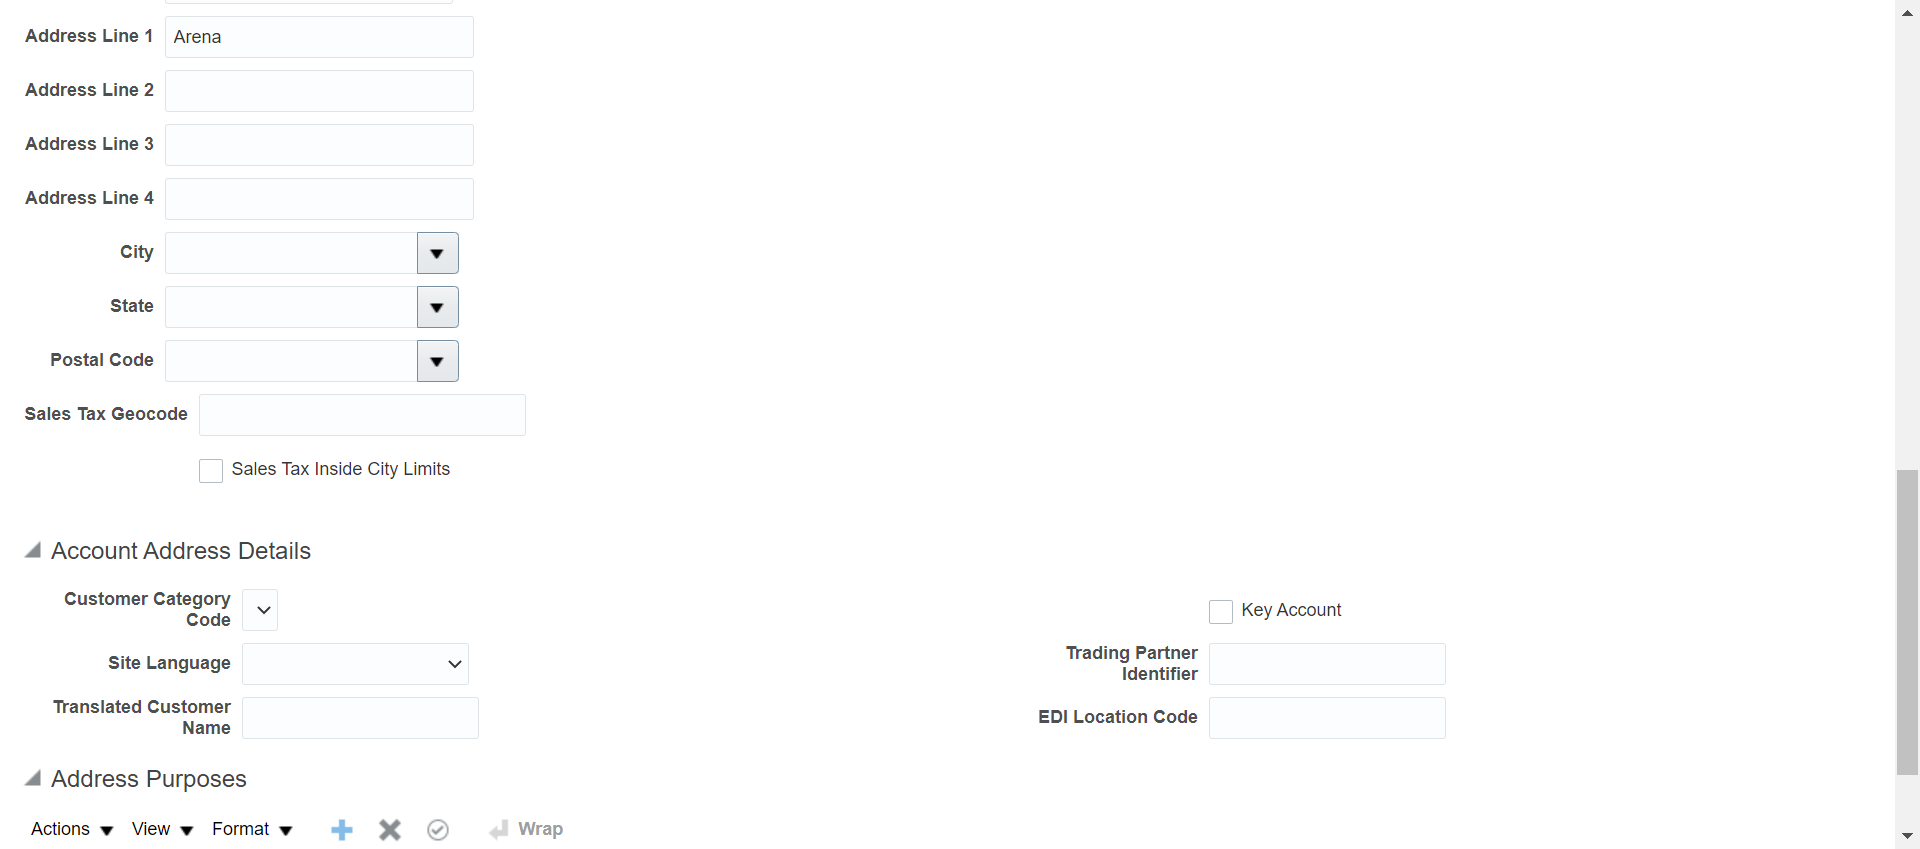 Address Line 1 Arena
Address Line 2
Address Line 3
Address Line 4
City
State
Postal Code
Sales Tax Geocode
Sales Tax Inside City Limits
Account Address Details
Customer Category
Code
Site Language
Translated Customer
Name
Key Account
Trading Partner
Identifier
EDI Location Code
Address Purposes
Actions View Format Wrap